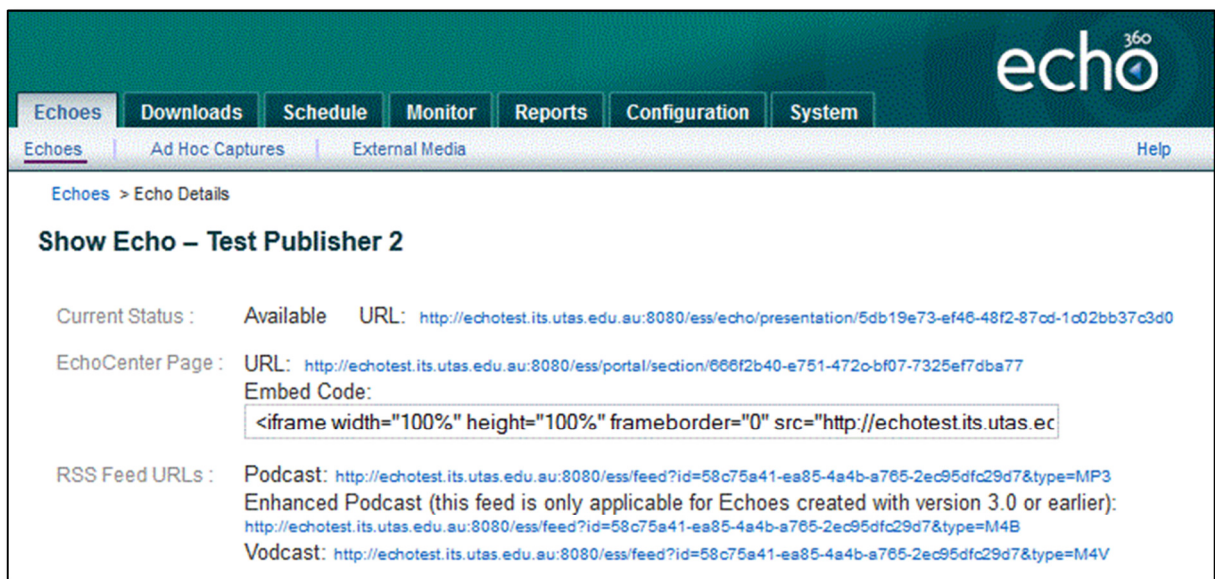 echo360
Echoes Downloads Schedule Monitor Reports Configuration System
Echoes Ad Hoc Captures External Media Help
Echoes > Echo Details
Show Echo – Test Publisher 2
Current Status : Available URL: http://echotest.its.utas.edu.au:8080/ess/echo/presentation/5db19e73-ef46-48f2-87cd-1c02bb37c3d0
EchoCenter Page : URL: http://echotest.its.utas.edu.au:8080/ess/portal/section/666f2b40-e751-472c-bf07-7325ef7dba77
Embed Code:
<iframe width="100%" height="100%" frameborder="0" src="http://echotest.its.utas.ec
RSS Feed URLs : Podcast: http://echotest.its.utas.edu.au:8080/ess/feed?id=58c75a41-ea85-4a4b-a765-2ec95dfc29d7&type=MP3
Enhanced Podcast (this feed is only applicable for Echoes created with version 3.0 or earlier):
http://echotest.its.utas.edu.au:8080/ess/feed?id=58c75a41-ea85-4a4b-a765-2ec95dfc29d7&type=M4B
Vodcast: http://echotest.its.utas.edu.au:8080/ess/feed?id=58c75a41-ea85-4a4b-a765-2ec95dfc29d7&type=M4V